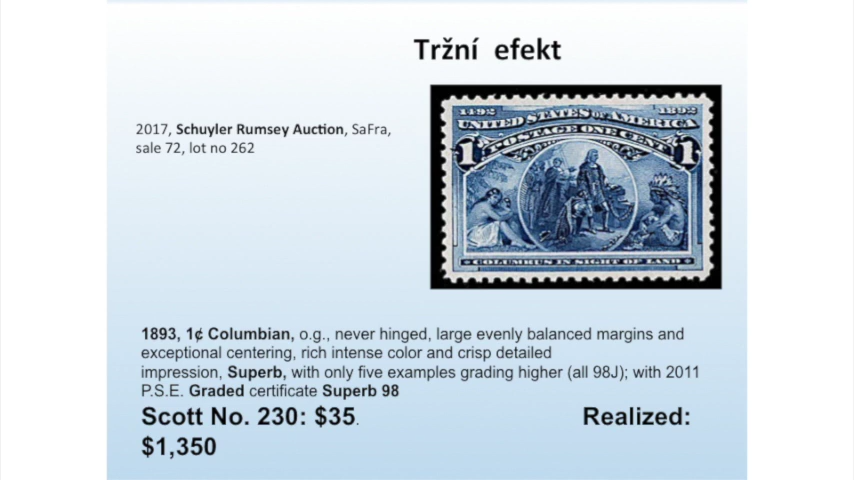 Tržní efekt
2017, Schuyler Rumsey Auction, SaFra,
sale 72, lot no 262
1492 1892
UNITED STATES OF AMERICA
POSTAGE ONE CENT
1 1
COLUMBUS IN SIGHT OF LAND
1893, 1¢ Columbian, o.g., never hinged, large evenly balanced margins and
exceptional centering, rich intense color and crisp detailed
impression, Superb, with only five examples grading higher (all 98J); with 2011
P.S.E. Graded certificate Superb 98
Scott No. 230: $35. Realized:
$1,350